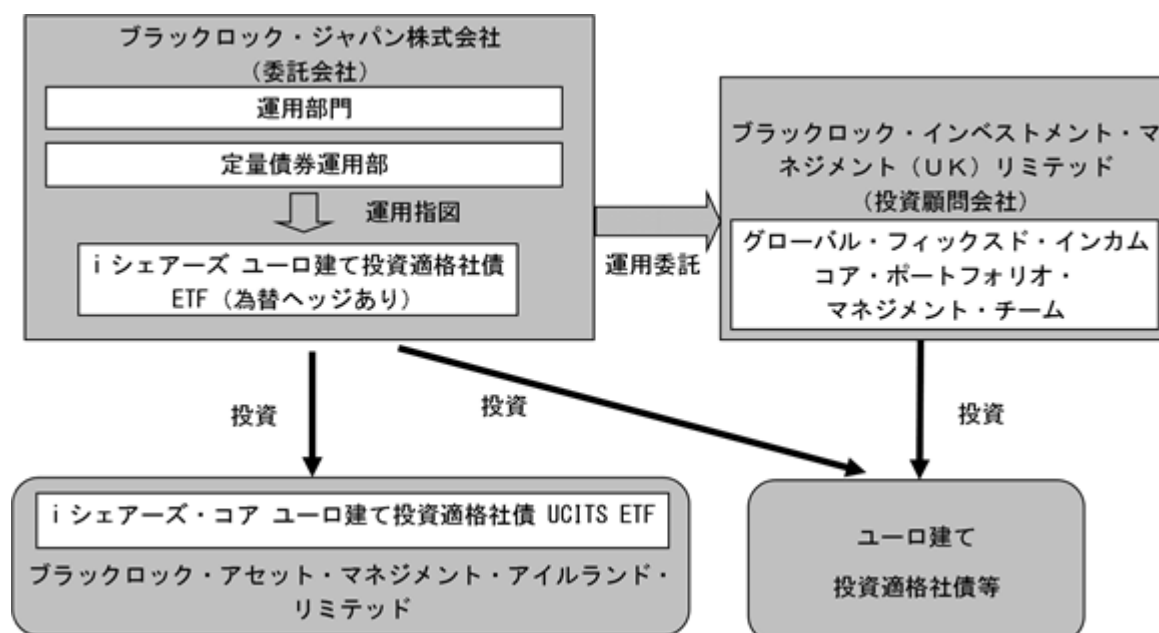 ブラックロック・ジャパン株式会社
（委託会社）
運用部門
定量債券運用部
運用指図
i シェアーズ ユーロ建て投資適格社債
ETF（為替ヘッジあり）
運用委託
ブラックロック・インベストメント・マ
ネジメント（ＵＫ）リミテッド
（投資顧問会社）
グローバル・フィックスド・インカム
コア・ポートフォリオ・
マネジメント・チーム
投資
投資
投資
i シェアーズ・コア ユーロ建て投資適格社債 UCITS ETF
ブラックロック・アセット・マネジメント・アイルランド・
リミテッド
ユーロ建て
投資適格社債等